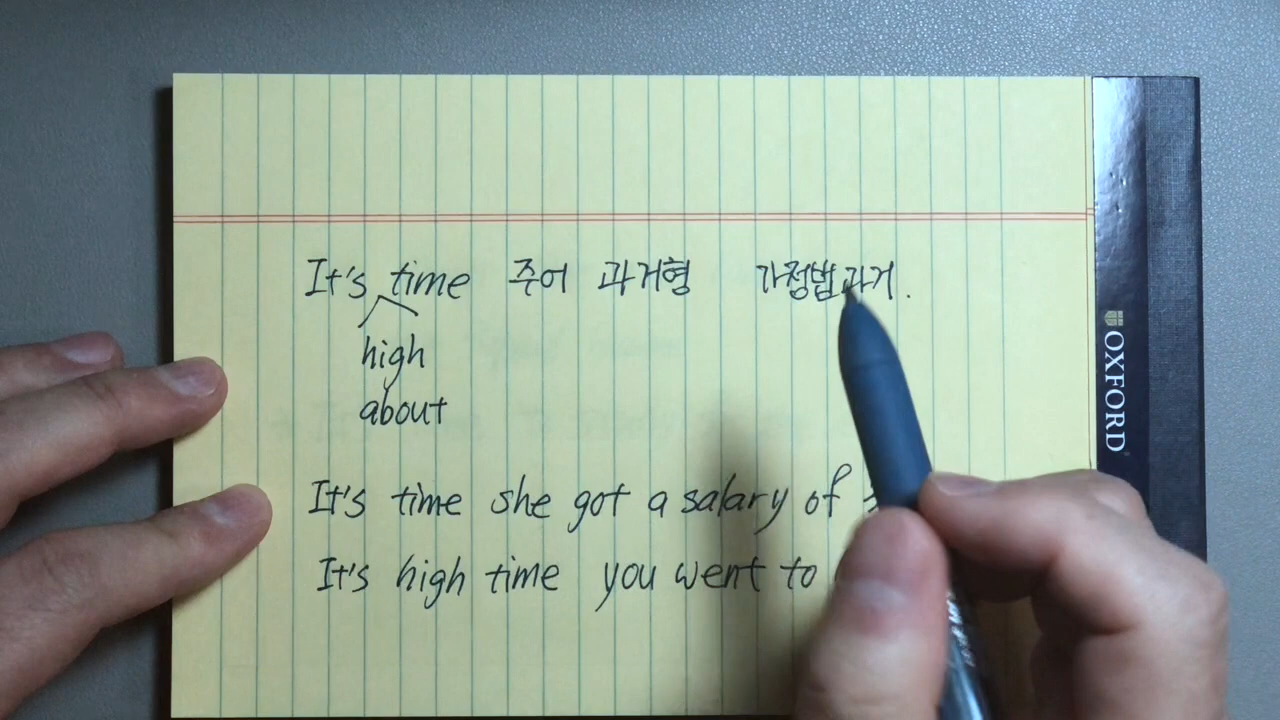 It's time 주어 과거형 가정법과거.
high
about
It's time she got a salary of
It's high time you went to
OXFORD